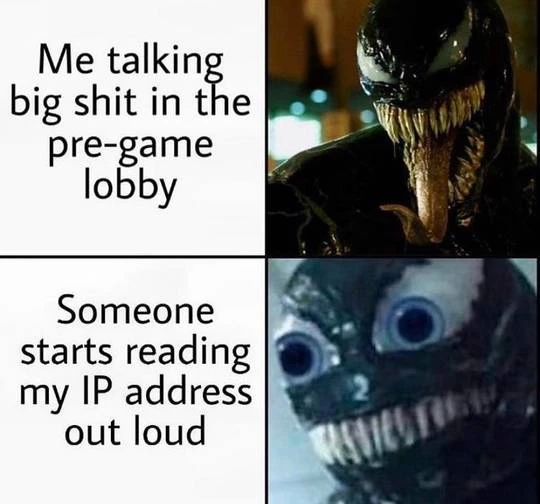 Me talking
big shit in the
pre-game
lobby
Someone
starts reading
my IP address
out loud